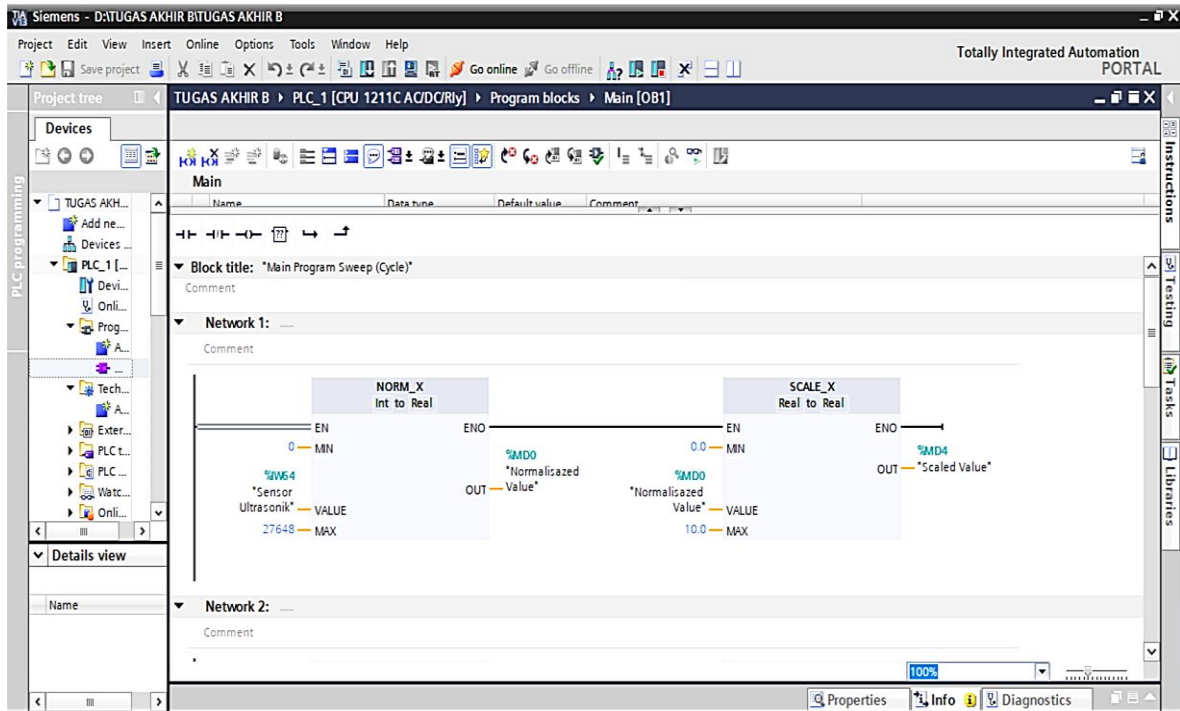 Siemens - D:\TUGAS AKHIR B\TUGAS AKHIR B
Project Edit View Insert Online Options Tools Window Help
Totally Integrated Automation
PORTAL
Save project
Go online
Go offline
Project tree
TUGAS AKHIR B PLC_1 [CPU 1211C AC/DC/Rly] Program blocks Main [OB1]
Devices
PLC programming
TUGAS AKH...
Add ne...
Devices ...
PLC_1 [...
Devi...
Onli...
Prog...
A...
...
Tech...
A...
Exter...
PLC t...
PLC ...
Watc...
Onli...
Details view
Name
Main
Name Data type Default value Comment
??
Block title: "Main Program Sweep (Cycle)"
Comment
Network 1: .....
Comment
NORM_X
Int to Real
EN ENO
0 MIN
%IW64
"Sensor
Ultrasonik" VALUE
27648 MAX
%MD0
"Normalisazed
OUT Value"
SCALE_X
Real to Real
EN ENO
0.0 MIN
%MD0
"Normalisazed
Value" VALUE
10.0 MAX
%MD4
OUT "Scaled Value"
Network 2: .....
Comment
100%
Properties Info Diagnostics
Instructions
Testing
Tasks
Libraries